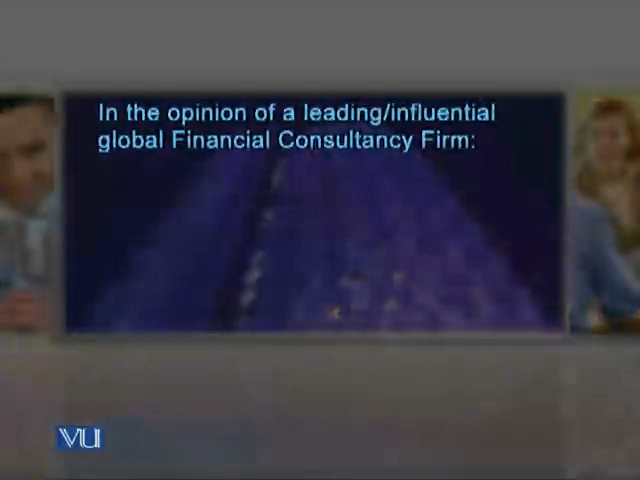 In the opinion of a leading/influential
global Financial Consultancy Firm:
VU